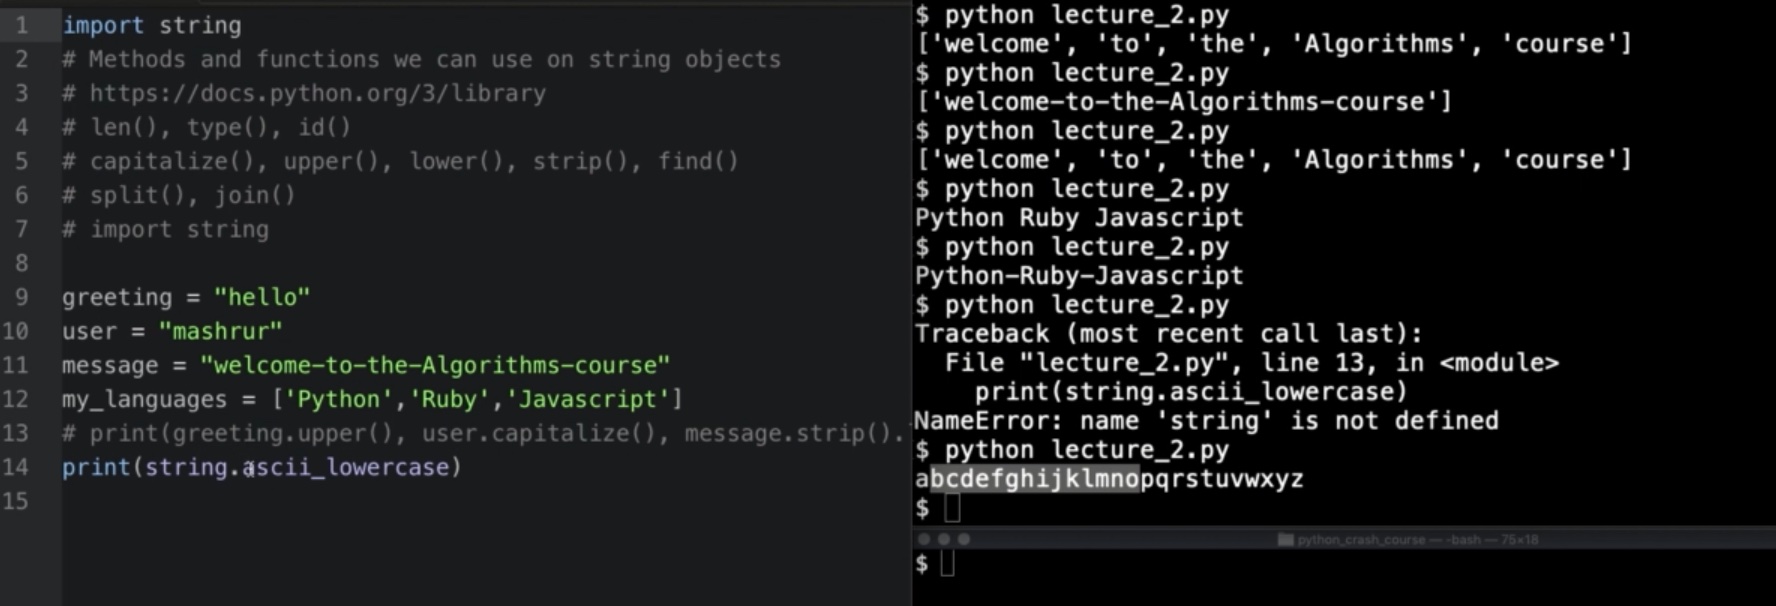 1 import string
2 # Methods and functions we can use on string objects
3 # https://docs.python.org/3/library
4 # len(), type(), id()
5 # capitalize(), upper(), lower(), strip(), find()
6 # split(), join()
7 # import string
8
9 greeting = "hello"
10 user = "mashrur"
11 message = "welcome-to-the-Algorithms-course"
12 my_languages = ['Python','Ruby','Javascript']
13 # print(greeting.upper(), user.capitalize(), message.strip().
14 print(string.ascii_lowercase)
15
$ python lecture_2.py
['welcome', 'to', 'the', 'Algorithms', 'course']
$ python lecture_2.py
['welcome-to-the-Algorithms-course']
$ python lecture_2.py
['welcome', 'to', 'the', 'Algorithms', 'course']
$ python lecture_2.py
Python Ruby Javascript
$ python lecture_2.py
Python-Ruby-Javascript
$ python lecture_2.py
Traceback (most recent call last):
  File "lecture_2.py", line 13, in <module>
    print(string.ascii_lowercase)
NameError: name 'string' is not defined
$ python lecture_2.py
abcdefghijklmnopqrstuvwxyz
$
python_crash_course — -bash — 75×18
$